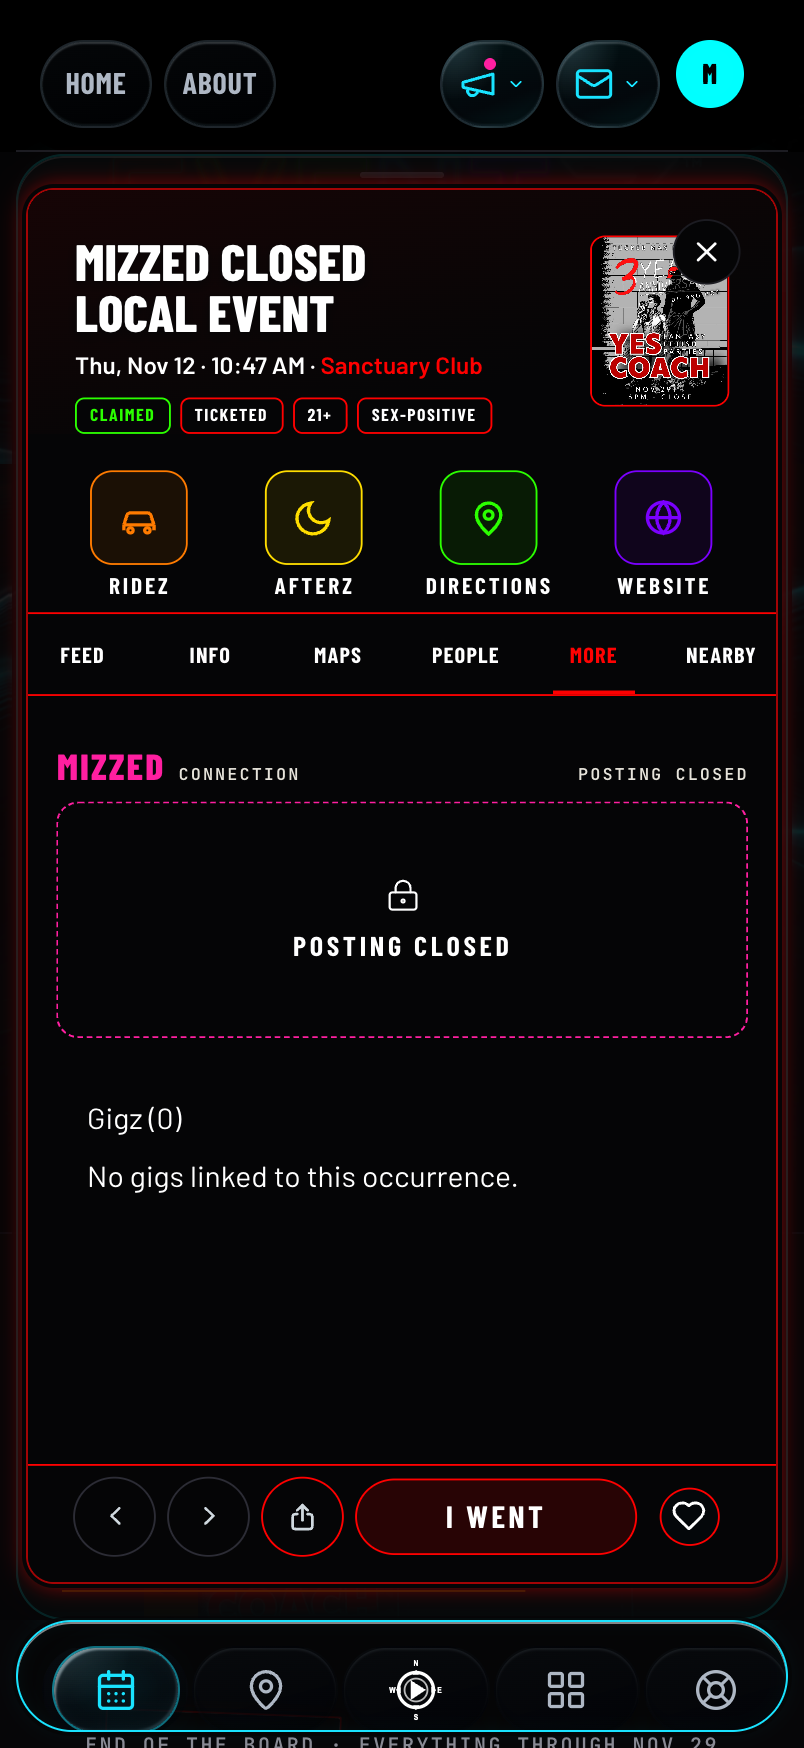 HOME
ABOUT
M
MIZZED CLOSED
LOCAL EVENT
Thu, Nov 12 · 10:47 AM · Sanctuary Club
CLAIMED
TICKETED
21+
SEX-POSITIVE
3
YES
COACH
RIDEZ
AFTERZ
DIRECTIONS
WEBSITE
FEED
INFO
MAPS
PEOPLE
MORE
NEARBY
MIZZED CONNECTION
POSTING CLOSED
POSTING CLOSED
Gigz (0)
No gigs linked to this occurrence.
I WENT
N
W
E
S
END OF THE BOARD · EVERYTHING THROUGH NOV 29